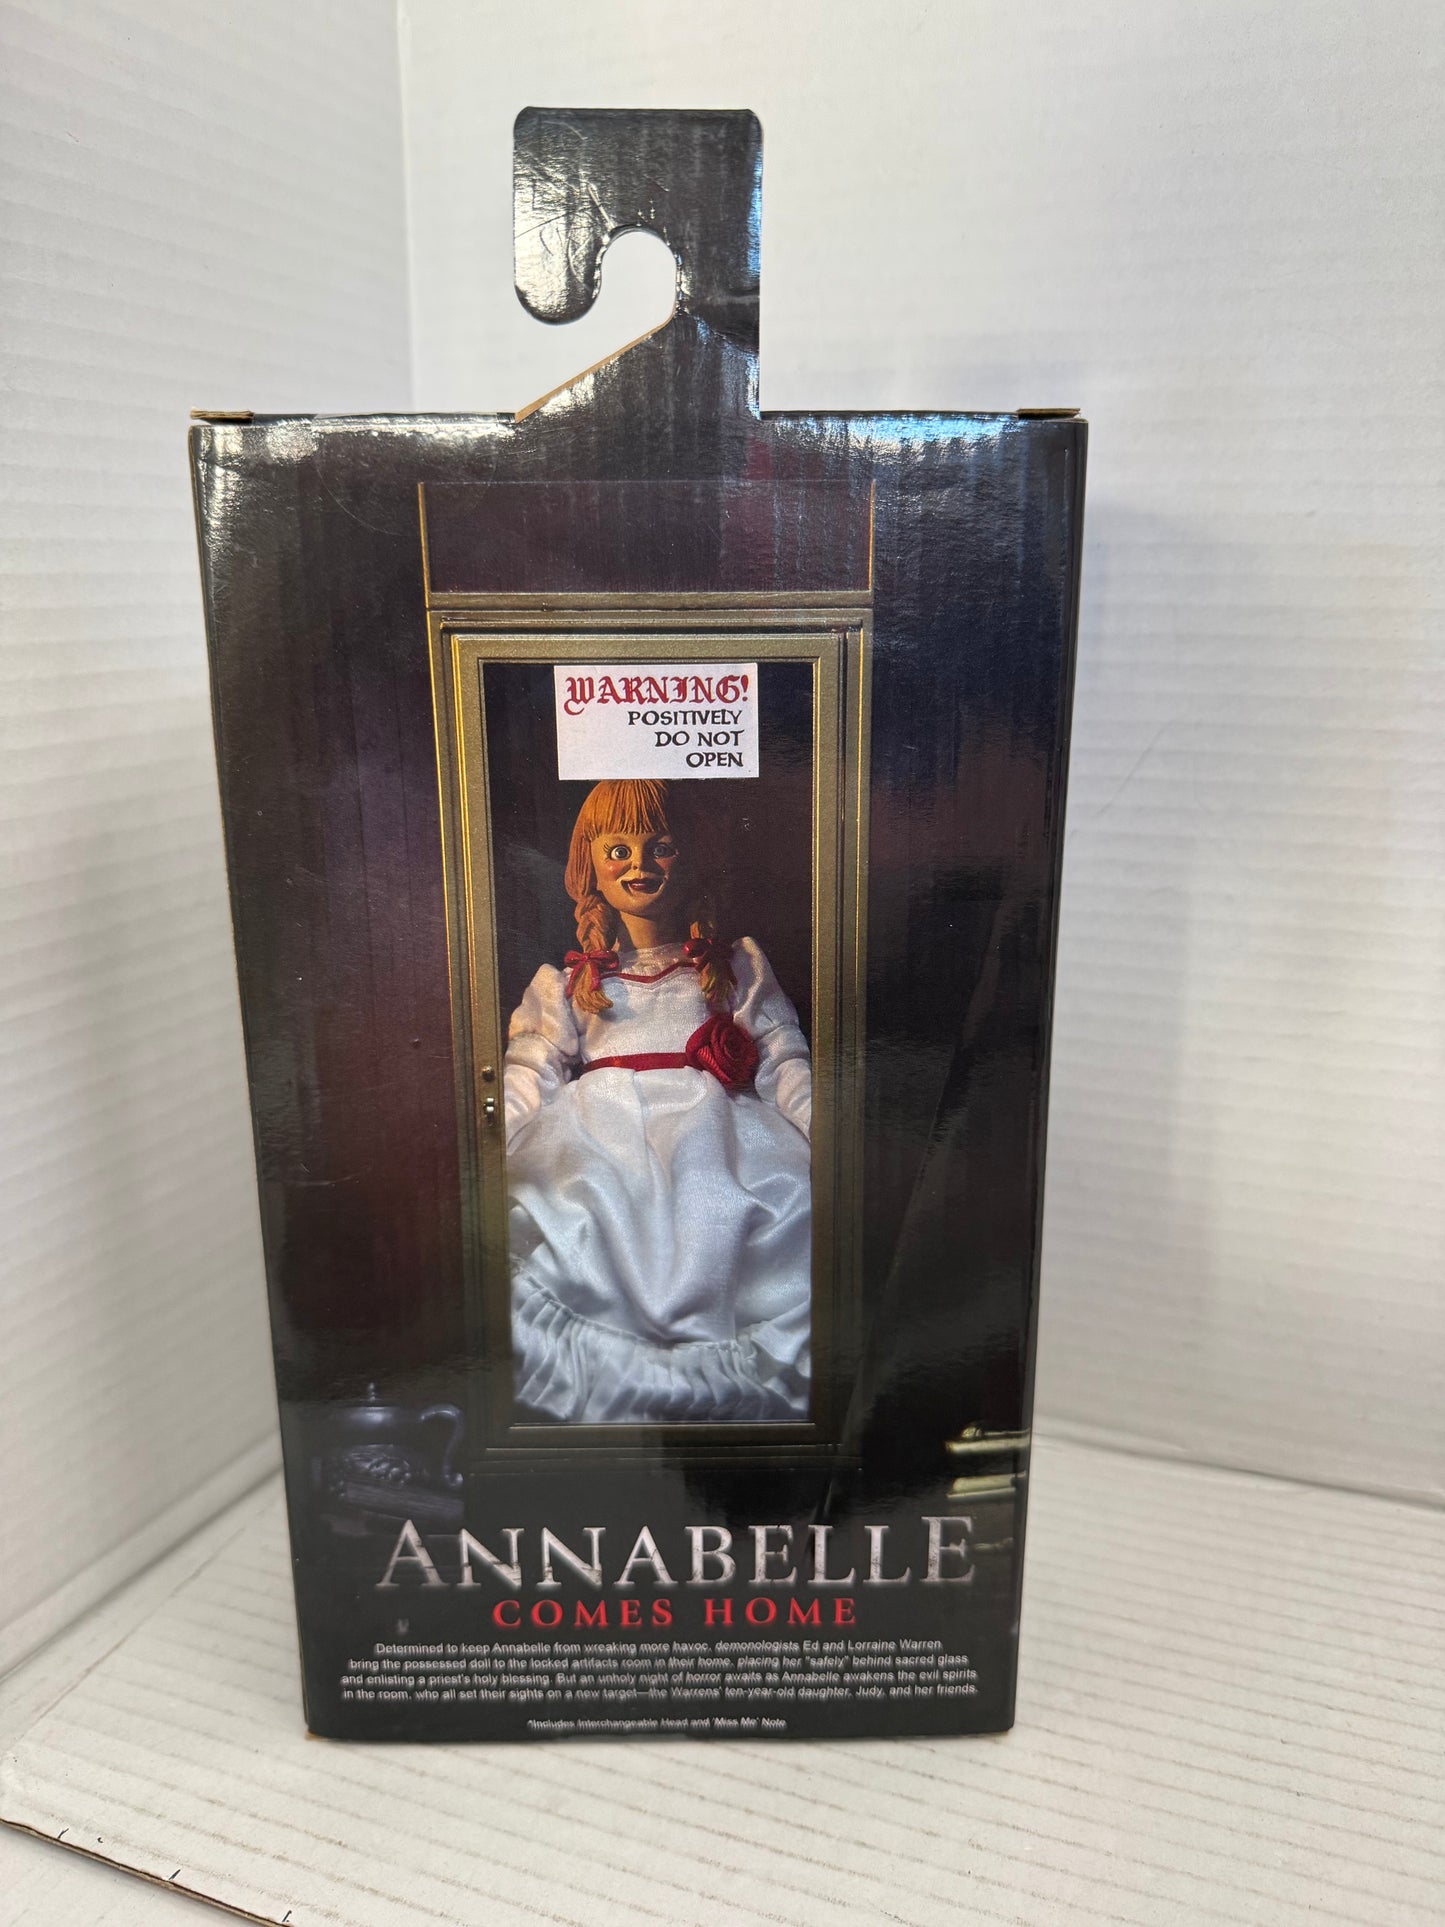 WARNING!
POSITIVELY
DO NOT
OPEN
ANNABELLE
COMES HOME
Determined to keep Annabelle from wreaking more havoc, demonologists Ed and Lorraine Warren
bring the possessed doll to the locked artifacts room in their home, placing her "safely" behind sacred glass
and enlisting a priest's holy blessing. But an unholy night of horror awaits as Annabelle awakens the evil spirits
in the room, who all set their sights on a new target—the Warrens' ten-year-old daughter, Judy, and her friends.
*Includes Interchangeable Head and 'Miss Me' Note